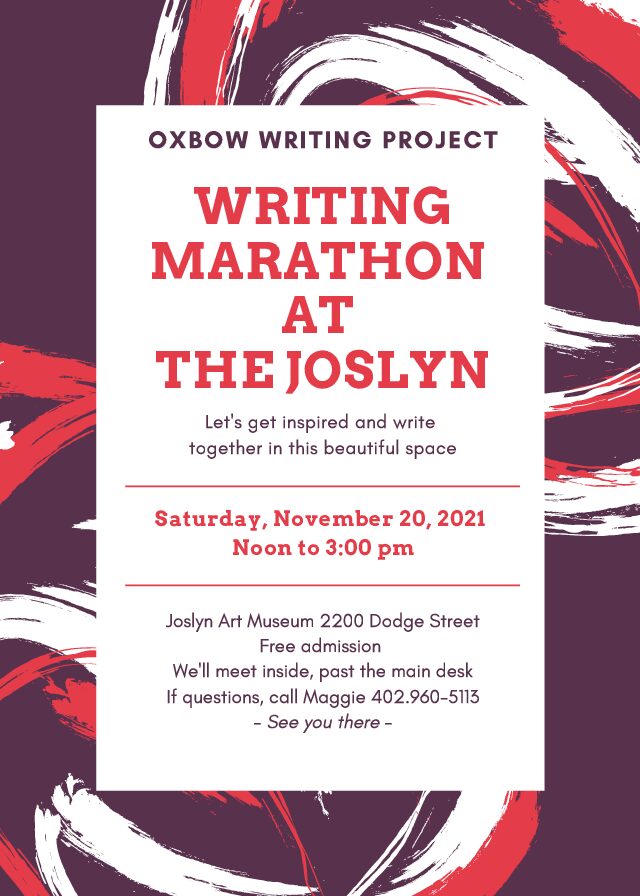 OXBOW WRITING PROJECT
WRITING
MARATHON
AT
THE JOSLYN
Let's get inspired and write
together in this beautiful space
Saturday, November 20, 2021
Noon to 3:00 pm
Joslyn Art Museum 2200 Dodge Street
Free admission
We'll meet inside, past the main desk
If questions, call Maggie 402.960-5113
- See you there -